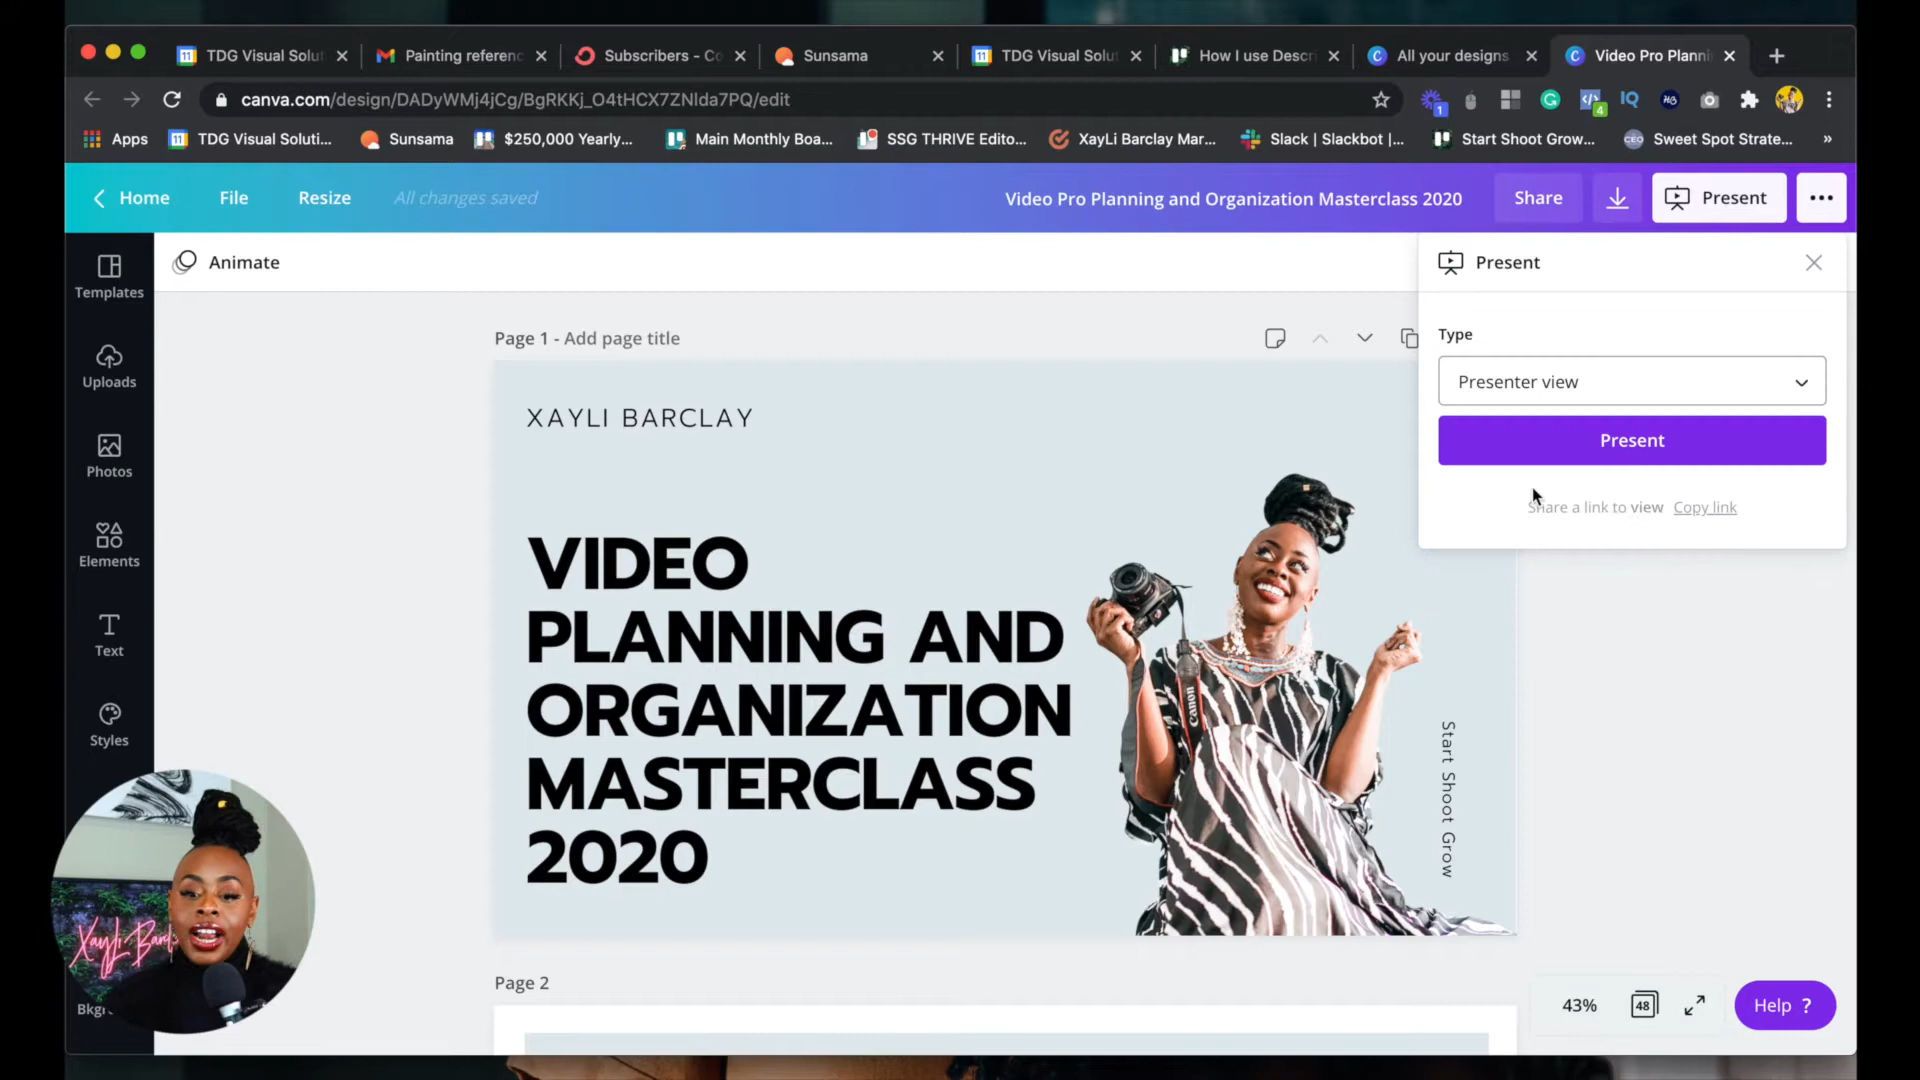 TDG Visual Solut
Painting referenc
Subscribers - Co
Sunsama
TDG Visual Solut
How I use Descri
All your designs
Video Pro Planni
canva.com/design/DADyWMj4jCg/BgRKKj_O4tHCX7ZNIda7PQ/edit
Apps
TDG Visual Soluti...
Sunsama
$250,000 Yearly...
Main Monthly Boa...
SSG THRIVE Edito...
XayLi Barclay Mar...
Slack | Slackbot |...
Start Shoot Grow...
Sweet Spot Strate...
Home
File
Resize
All changes saved
Video Pro Planning and Organization Masterclass 2020
Share
Present
Animate
Present
Type
Presenter view
Present
Share a link to view Copy link
Templates
Uploads
Photos
Elements
Text
Styles
Page 1 - Add page title
XAYLI BARCLAY
VIDEO
PLANNING AND
ORGANIZATION
MASTERCLASS
2020
Canon
Start Shoot Grow
Page 2
43%
48
Help ?